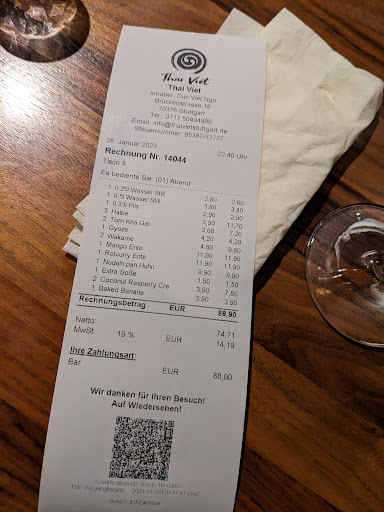 Thai Viet
Thai Viet
Inhaber: Duc Viet Ngo
Brückenstrasse 18
70376 Stuttgart
Tel.: 0711 50494990
Email: info@thaivietstuttgart.de
Steuernummer: 95387/33737
28. Januar 2023 22:40 Uhr
Rechnung Nr. 14044
Tisch 8
Es bediente Sie: (01) Abend
1 0,25l Wasser Still 2,60 2,60
1 0,5l Wasser Still 3,80 3,80
1 0,33l Pils 2,90 2,90
3 Halbe 3,90 11,70
2 Tom Kha Gai 3,60 7,20
1 Gyoza 4,20 4,20
2 Wakame 4,80 9,60
1 Mango Ente 11,90 11,90
1 Rotcurry Ente 11,90 11,90
1 Nudeln pan Huhn 9,90 9,90
1 Extra Soße 1,50 1,50
2 Coconut Rasperry Cre 3,90 7,80
1 Baked Banana 3,90 3,90
Rechnungsbetrag EUR 88,90
Netto: 74,71
MwSt: 19 % EUR 14,19
Ihre Zahlungsart:
Bar EUR 88,90
Wir danken für Ihren Besuch!
Auf Wiedersehen!